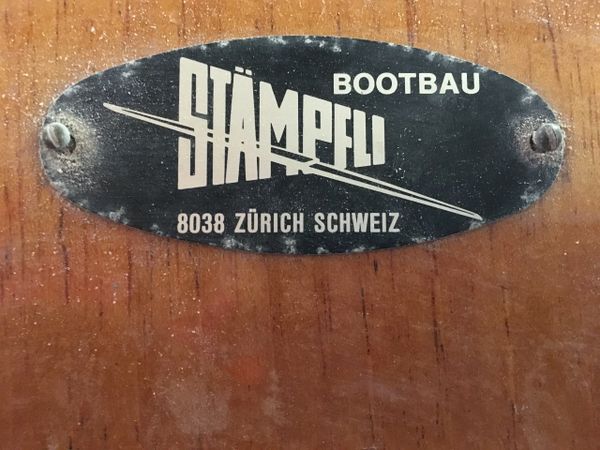 BOOTBAU
STÄMPFLI
8038 ZÜRICH SCHWEIZ